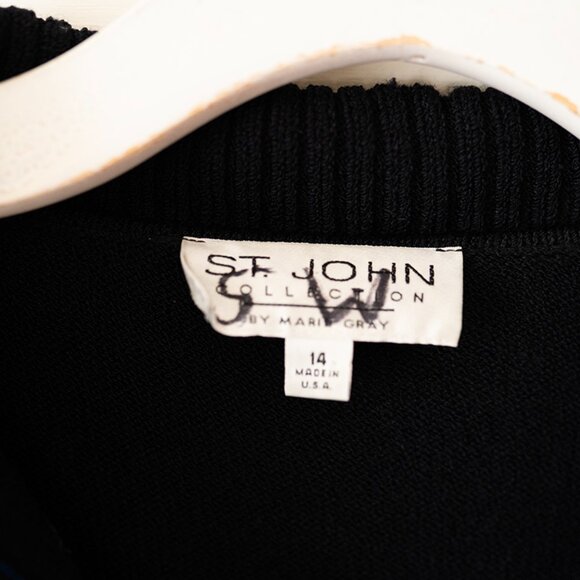 ST. JOHN
COLLECTION
S W
BY MARIE GRAY
14
MADE IN
U.S.A.